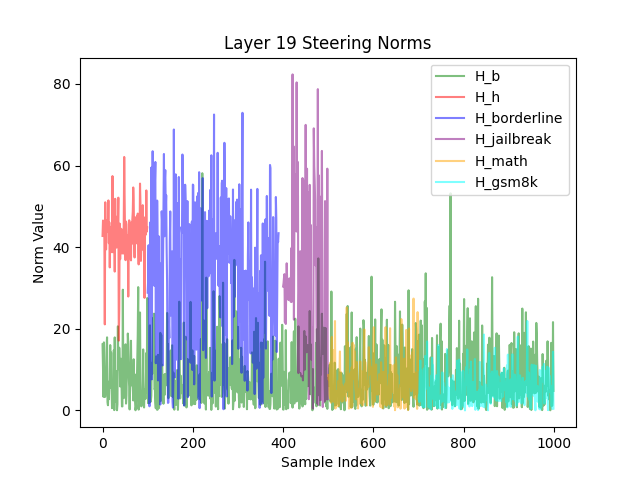 Layer 19 Steering Norms
H_b
H_h
H_borderline
H_jailbreak
H_math
H_gsm8k
Norm Value
80
60
40
20
0
0 200 400 600 800 1000
Sample Index